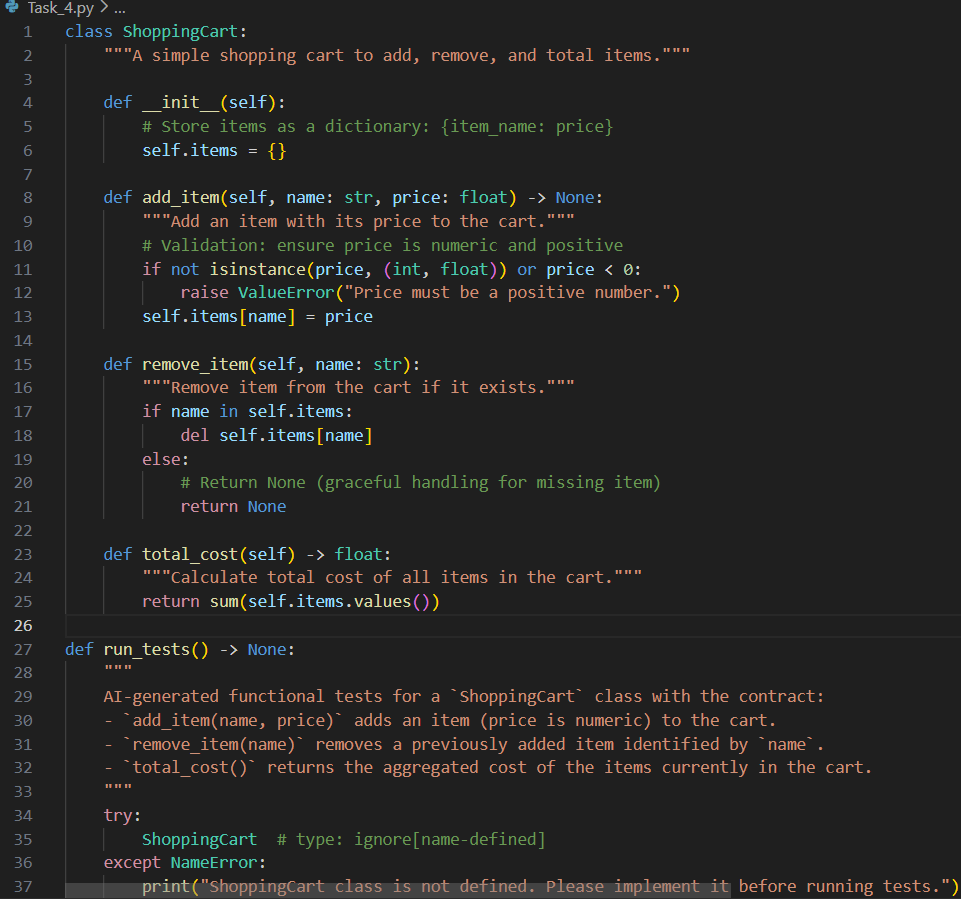 Task_4.py > ...
1 class ShoppingCart:
2     """A simple shopping cart to add, remove, and total items."""
3
4     def __init__(self):
5         # Store items as a dictionary: {item_name: price}
6         self.items = {}
7
8     def add_item(self, name: str, price: float) -> None:
9         """Add an item with its price to the cart."""
10         # Validation: ensure price is numeric and positive
11         if not isinstance(price, (int, float)) or price < 0:
12             raise ValueError("Price must be a positive number.")
13         self.items[name] = price
14
15     def remove_item(self, name: str):
16         """Remove item from the cart if it exists."""
17         if name in self.items:
18             del self.items[name]
19         else:
20             # Return None (graceful handling for missing item)
21             return None
22
23     def total_cost(self) -> float:
24         """Calculate total cost of all items in the cart."""
25         return sum(self.items.values())
26
27 def run_tests() -> None:
28     """
29     AI-generated functional tests for a `ShoppingCart` class with the contract:
30     - `add_item(name, price)` adds an item (price is numeric) to the cart.
31     - `remove_item(name)` removes a previously added item identified by `name`.
32     - `total_cost()` returns the aggregated cost of the items currently in the cart.
33     """
34     try:
35         ShoppingCart  # type: ignore[name-defined]
36     except NameError:
37         print("ShoppingCart class is not defined. Please implement it before running tests.")